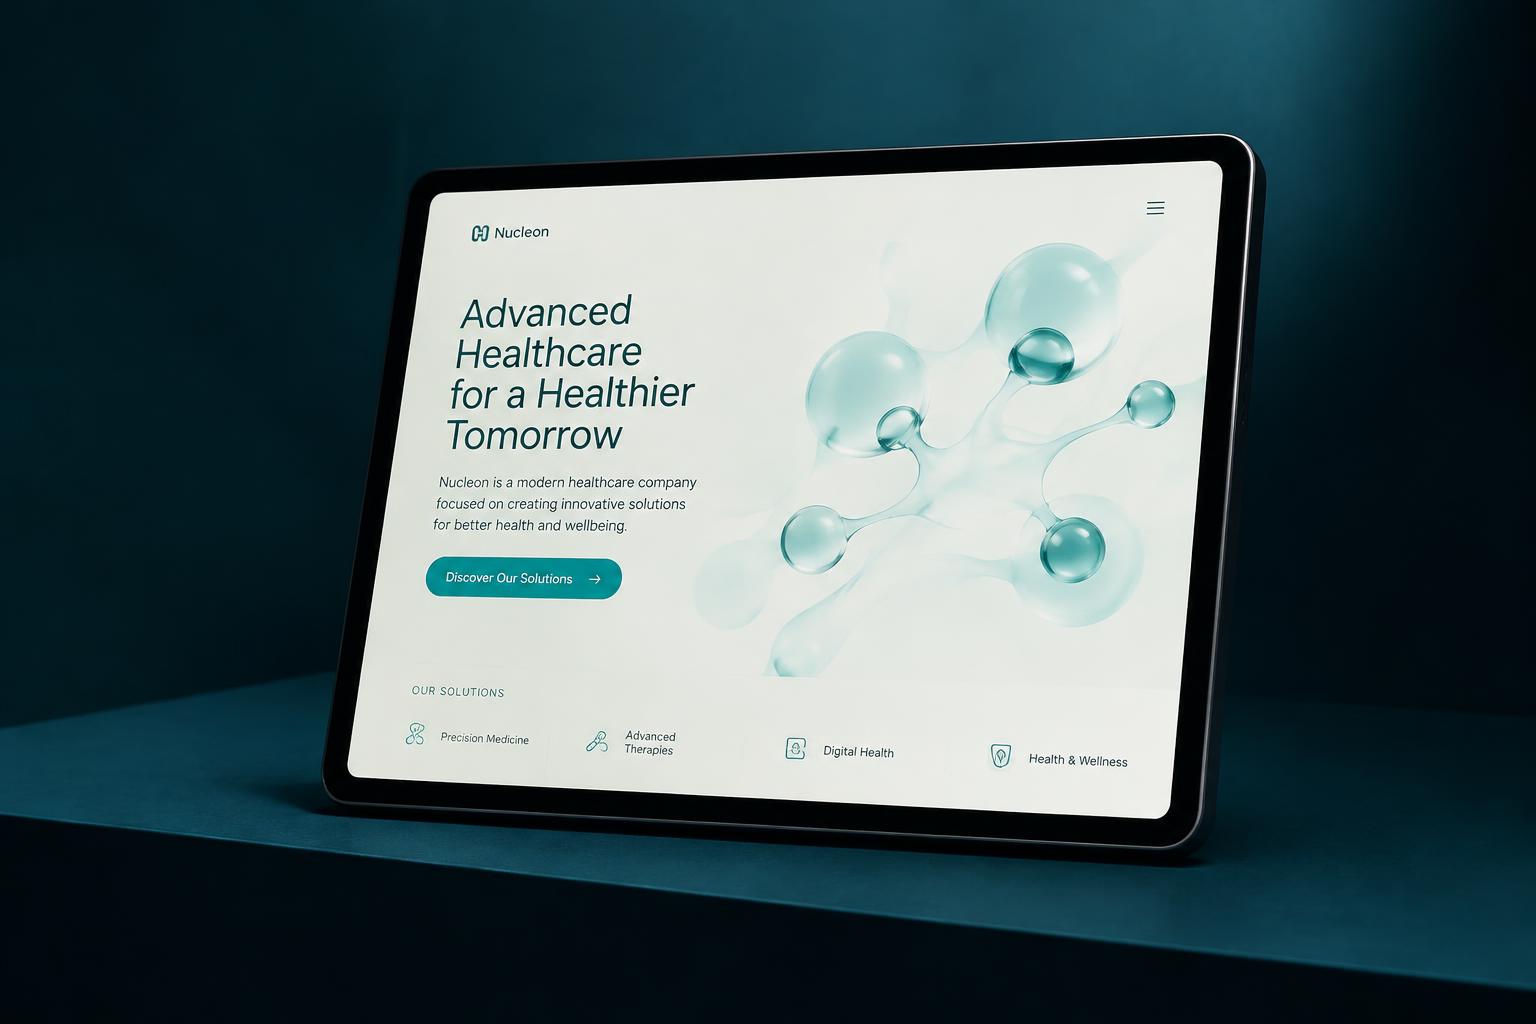 Nucleon
Advanced
Healthcare
for a Healthier
Tomorrow
Nucleon is a modern healthcare company
focused on creating innovative solutions
for better health and wellbeing.
Discover Our Solutions →
OUR SOLUTIONS
Precision Medicine
Advanced
Therapies
Digital Health
Health & Wellness